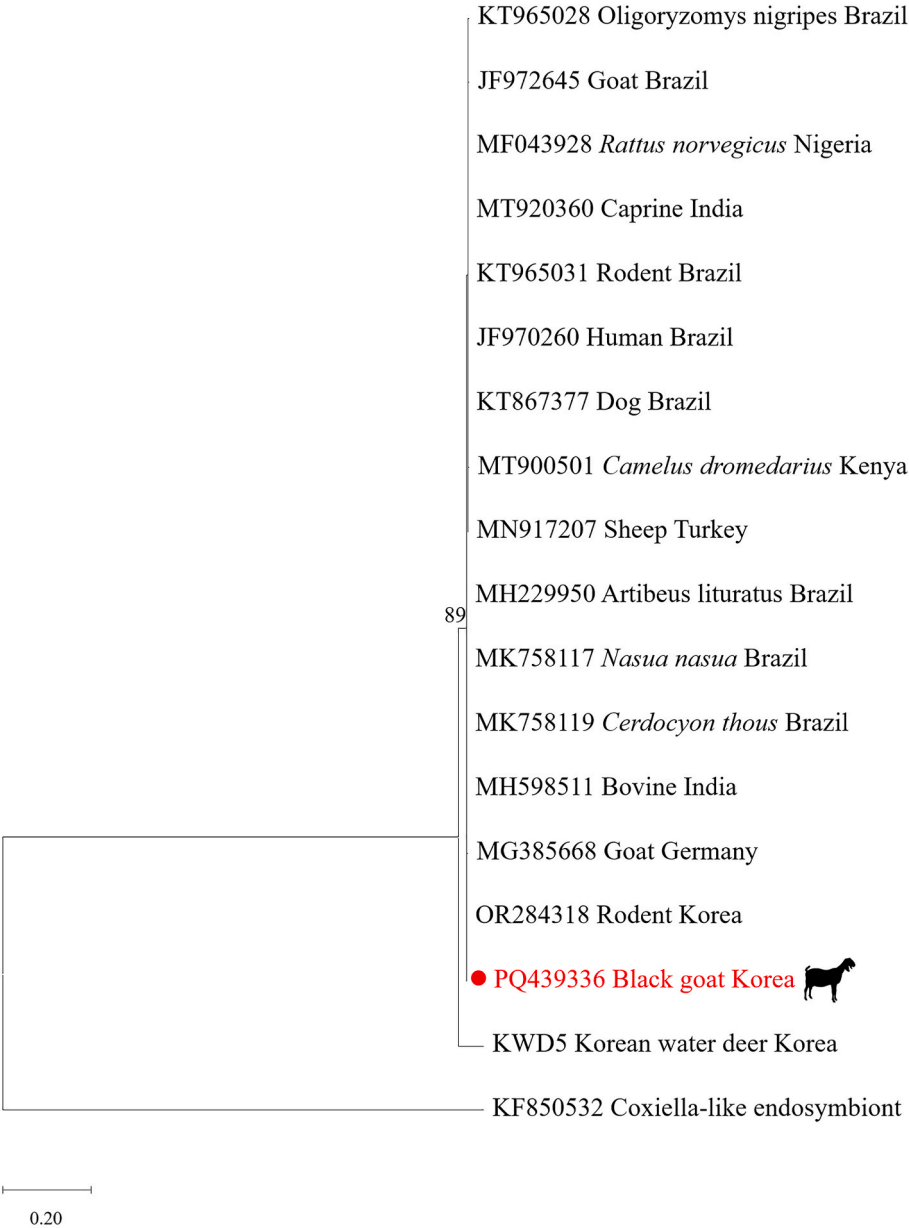 KT965028 Oligoryzomys nigripes Brazil
JF972645 Goat Brazil
MF043928 Rattus norvegicus Nigeria
MT920360 Caprine India
KT965031 Rodent Brazil
JF970260 Human Brazil
KT867377 Dog Brazil
MT900501 Camelus dromedarius Kenya
MN917207 Sheep Turkey
MH229950 Artibeus lituratus Brazil
89
MK758117 Nasua nasua Brazil
MK758119 Cerdocyon thous Brazil
MH598511 Bovine India
MG385668 Goat Germany
OR284318 Rodent Korea
PQ439336 Black goat Korea
KWD5 Korean water deer Korea
KF850532 Coxiella-like endosymbiont
0.20